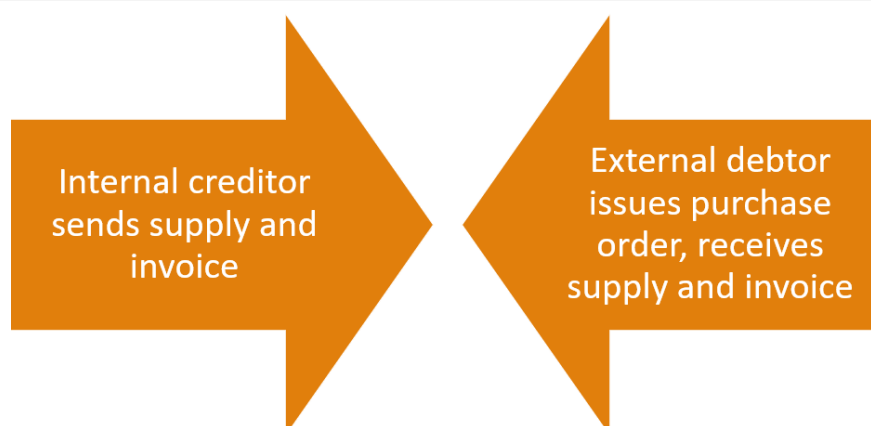 Internal creditor
sends supply and
invoice
External debtor
issues purchase
order, receives
supply and invoice